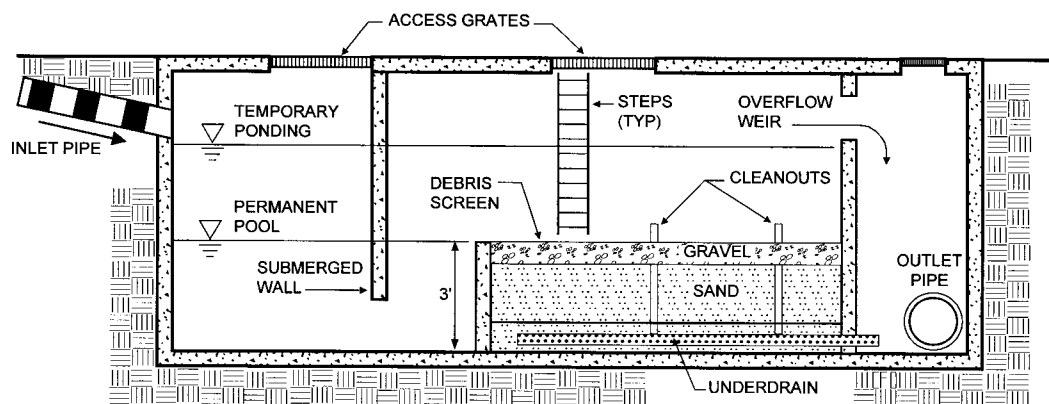 ACCESS GRATES
INLET PIPE
TEMPORARY
PONDING
STEPS
(TYP)
OVERFLOW
WEIR
DEBRIS
SCREEN
CLEANOUTS
PERMANENT
POOL
GRAVEL
SUBMERGED
WALL
3'
SAND
OUTLET
PIPE
UNDERDRAIN